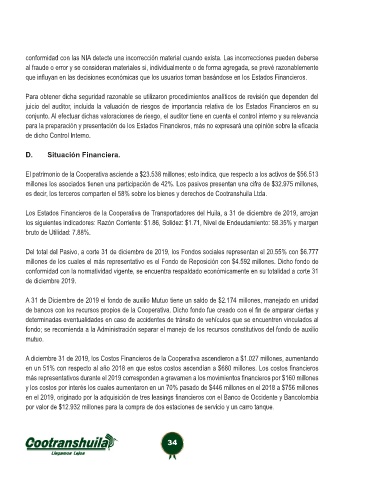 conformidad con las NIA detecte una incorrección material cuando exista. Las incorrecciones pueden deberse
al fraude o error y se consideran materiales si, individualmente o de forma agregada, se prevé razonablemente
que influyan en las decisiones económicas que los usuarios toman basándose en los Estados Financieros.
Para obtener dicha seguridad razonable se utilizaron procedimientos analíticos de revisión que dependen del
juicio del auditor, incluida la valuación de riesgos de importancia relativa de los Estados Financieros en su
conjunto. Al efectuar dichas valoraciones de riesgo, el auditor tiene en cuenta el control interno y su relevancia
para la preparación y presentación de los Estados Financieros, más no expresará una opinión sobre la eficacia
de dicho Control Interno.
D. Situación Financiera.
El patrimonio de la Cooperativa asciende a $23.538 millones; esto indica, que respecto a los activos de $56.513
millones los asociados tienen una participación de 42%. Los pasivos presentan una cifra de $32.975 millones,
es decir, los terceros comparten el 58% sobre los bienes y derechos de Cootranshuila Ltda.
Los Estados Financieros de la Cooperativa de Transportadores del Huila, a 31 de diciembre de 2019, arrojan
los siguientes indicadores: Razón Corriente: $1.86, Solidez: $1.71, Nivel de Endeudamiento: 58.35% y margen
bruto de Utilidad: 7.88%.
Del total del Pasivo, a corte 31 de diciembre de 2019, los Fondos sociales representan el 20.55% con $6.777
millones de los cuales el más representativo es el Fondo de Reposición con $4.592 millones. Dicho fondo de
conformidad con la normatividad vigente, se encuentra respaldado económicamente en su totalidad a corte 31
de diciembre 2019.
A 31 de Diciembre de 2019 el fondo de auxilio Mutuo tiene un saldo de $2.174 millones, manejado en unidad
de bancos con los recursos propios de la Cooperativa, Dicho fondo fue creado con el fin de amparar ciertas y
determinadas eventualidades en caso de accidentes de tránsito de vehículos que se encuentren vinculados al
fondo; se recomienda a la Administración separar el manejo de los recursos constitutivos del fondo de auxilio
mutuo.
A diciembre 31 de 2019, los Costos Financieros de la Cooperativa ascendieron a $1.027 millones, aumentando
en un 51% con respecto al año 2018 en que estos costos ascendían a $680 millones. Los costos financieros
más representativos durante el 2019 corresponden a gravamen a los movimientos financieros por $160 millones
y los costos por interés los cuales aumentaron en un 70% pasado de $446 millones en el 2018 a $756 millones
en el 2019, originado por la adquisición de tres leasings financieros con el Banco de Occidente y Bancolombia
por valor de $12.932 millones para la compra de dos estaciones de servicio y un carro tanque.
Cootranshuila
Llegamos Lejos
34